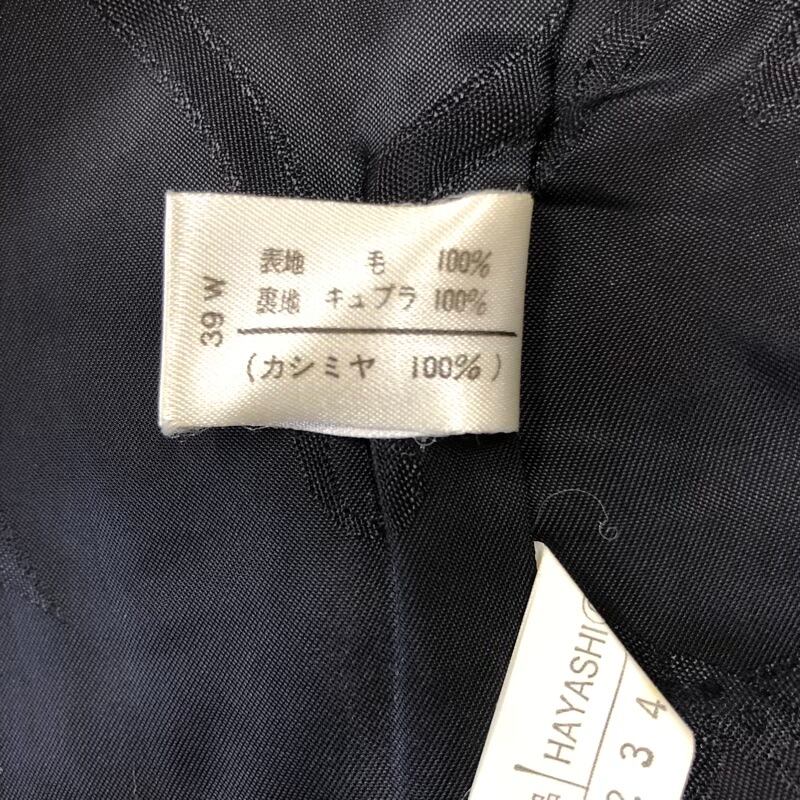 表地 毛 100%
裏地 キュプラ 100%
(カシミヤ 100%)
39 W
HAYASHI
2 3 4